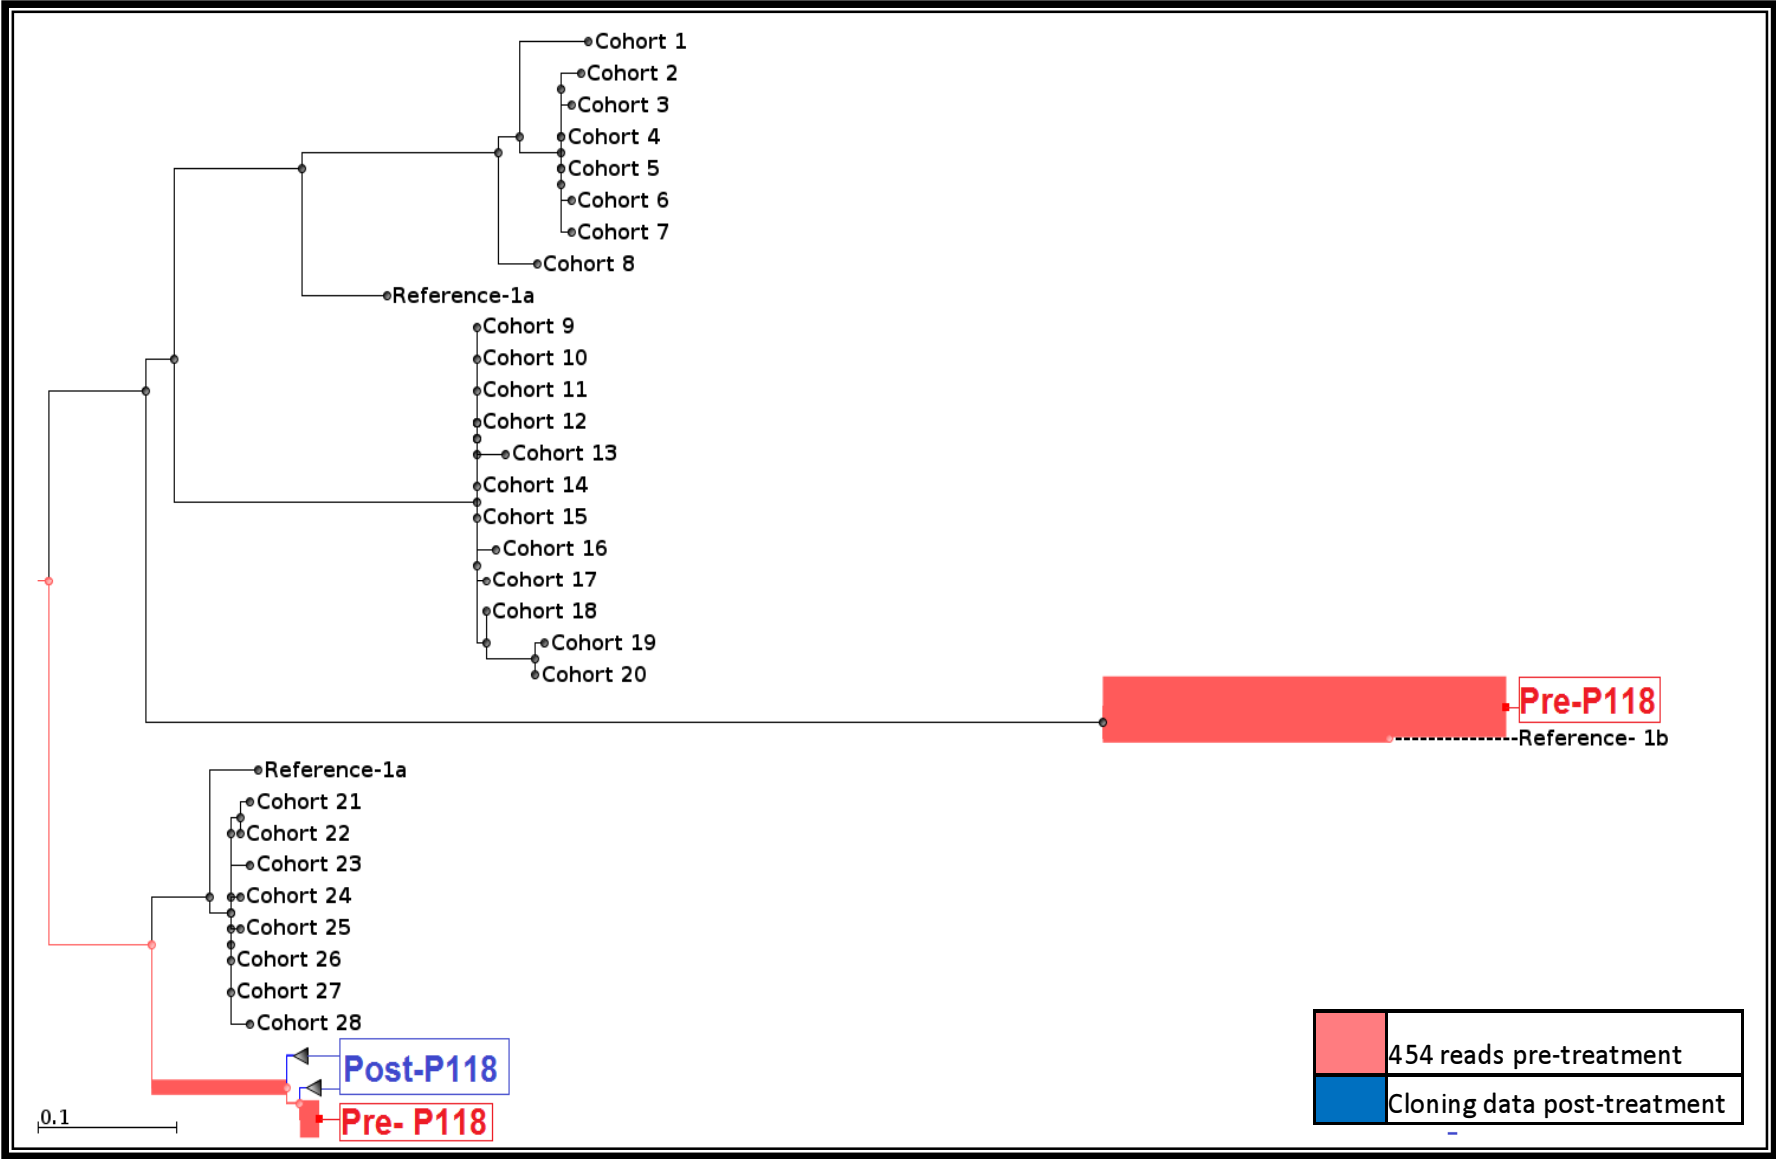 Cohort 1
Cohort 2
Cohort 3
Cohort 4
Cohort 5
Cohort 6
Cohort 7
Cohort 8
Reference-1a
Cohort 9
Cohort 10
Cohort 11
Cohort 12
Cohort 13
Cohort 14
Cohort 15
Cohort 16
Cohort 17
Cohort 18
Cohort 19
Cohort 20
Pre-P118
Reference- 1b
Reference-1a
Cohort 21
Cohort 22
Cohort 23
Cohort 24
Cohort 25
Cohort 26
Cohort 27
Cohort 28
Post-P118
Pre- P118
0.1
454 reads pre-treatment
Cloning data post-treatment